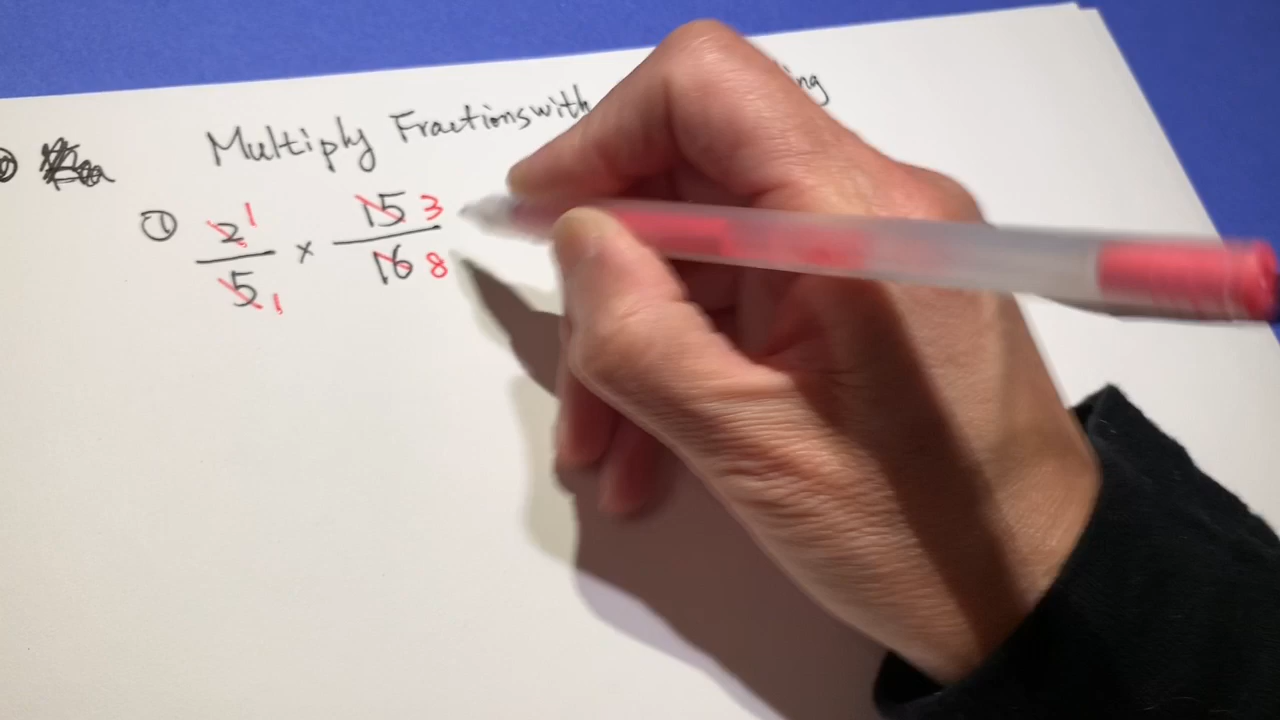 Multiply Fractions with
① 2 1 / 5 1 × 15 3 / 16 8